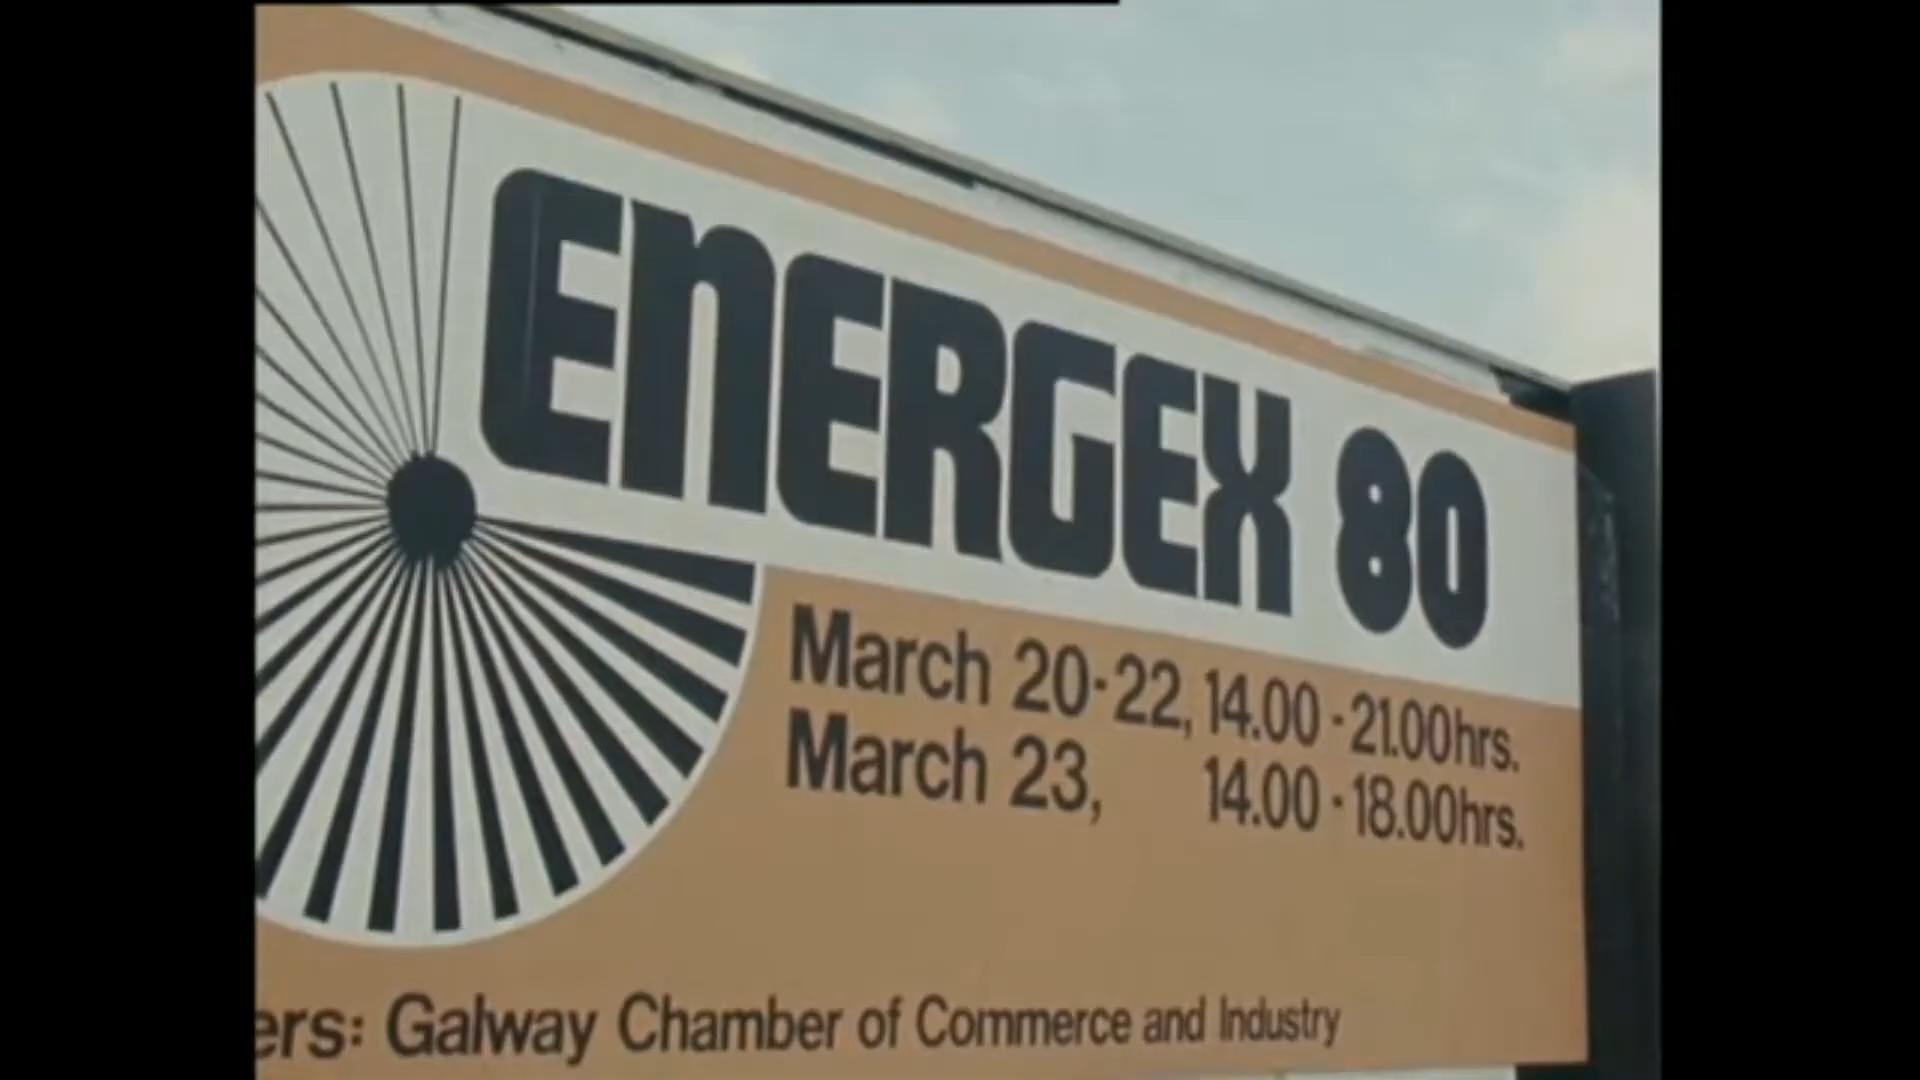 ENERGEX 80
March 20-22, 14.00-21.00hrs.
March 23, 14.00-18.00hrs.
ers: Galway Chamber of Commerce and Industry